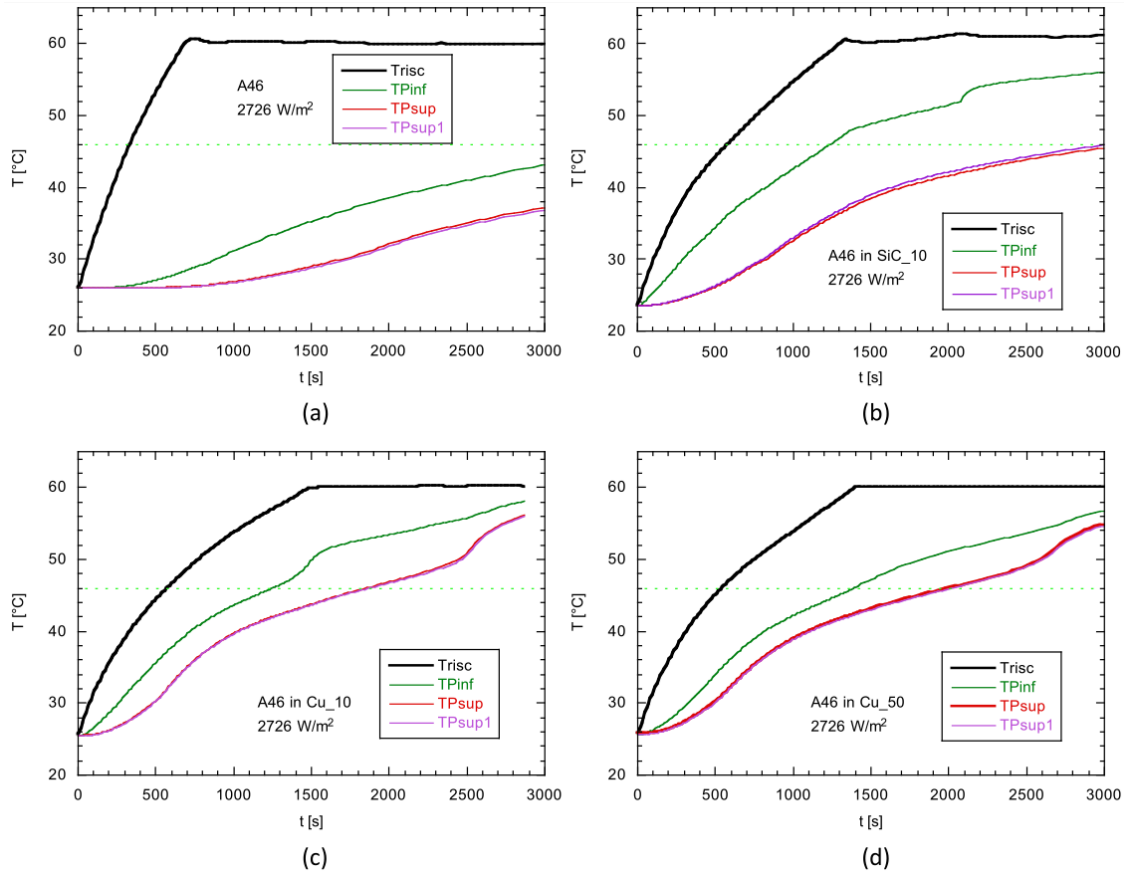 60
50
40
30
20
T [°C]
A46
2726 W/m²
Trisc
TPinf
TPsup
TPsup1
0 500 1000 1500 2000 2500 3000
t [s]
(a)
60
50
40
30
20
T [°C]
A46 in SiC_10
2726 W/m²
Trisc
TPinf
TPsup
TPsup1
0 500 1000 1500 2000 2500 3000
t [s]
(b)
60
50
40
30
20
T [°C]
A46 in Cu_10
2726 W/m²
Trisc
TPinf
TPsup
TPsup1
0 500 1000 1500 2000 2500 3000
t [s]
(c)
60
50
40
30
20
T [°C]
A46 in Cu_50
2726 W/m²
Trisc
TPinf
TPsup
TPsup1
0 500 1000 1500 2000 2500 3000
t [s]
(d)